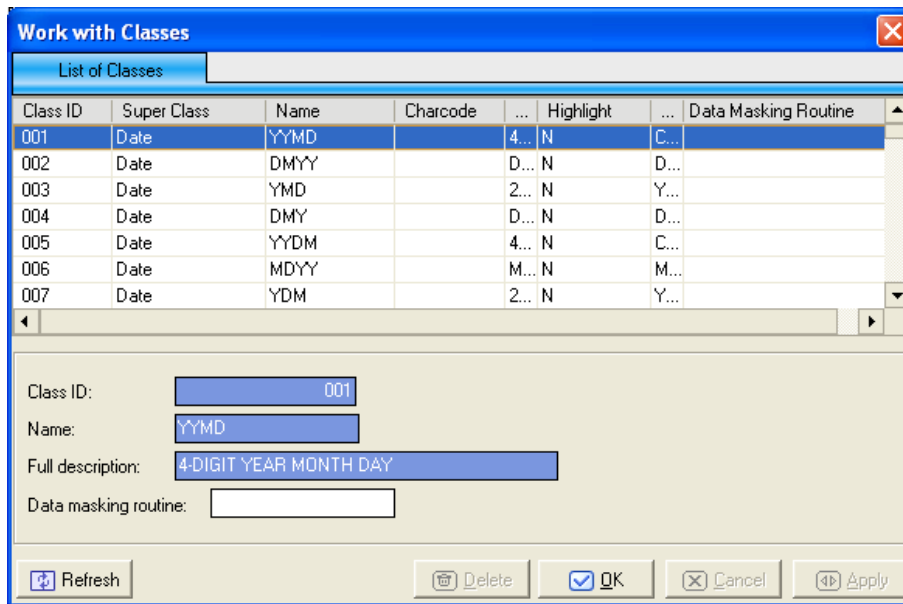 Work with Classes
List of Classes
Class ID Super Class Name Charcode ... Highlight ... Data Masking Routine
001 Date YYMD 4... N C...
002 Date DMYY D... N D...
003 Date YMD 2... N Y...
004 Date DMY D... N D...
005 Date YYDM 4... N C...
006 Date MDYY M... N M...
007 Date YDM 2... N Y...
Class ID: 001
Name: YYMD
Full description: 4-DIGIT YEAR MONTH DAY
Data masking routine:
Refresh Delete OK Cancel Apply